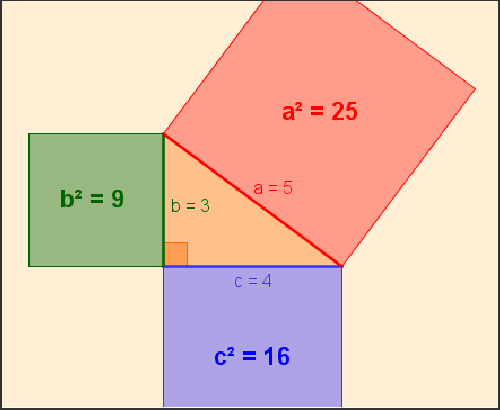 a² = 25
a = 5
b² = 9
b = 3
c = 4
c² = 16